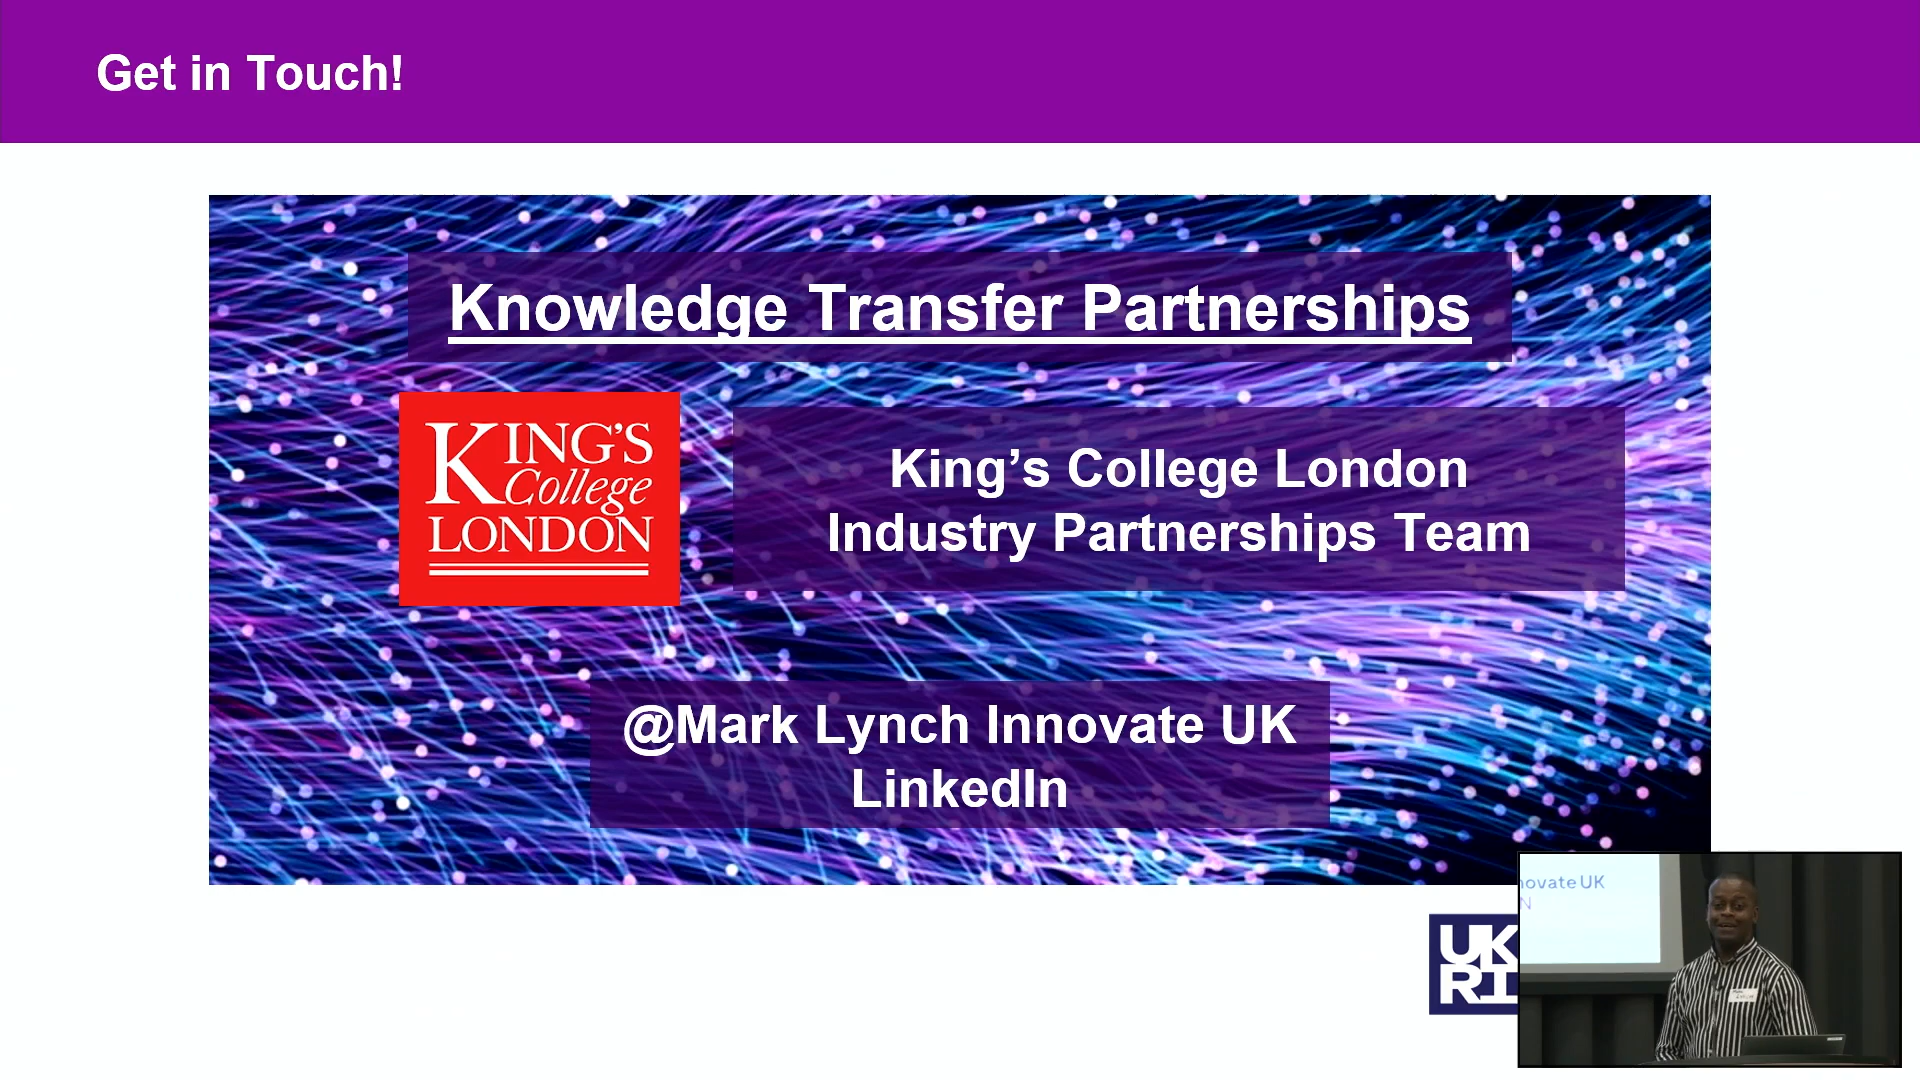 Get in Touch!
Knowledge Transfer Partnerships
KING'S
College
LONDON
King's College London
Industry Partnerships Team
@Mark Lynch Innovate UK
LinkedIn
UK
RI
novate UK
N